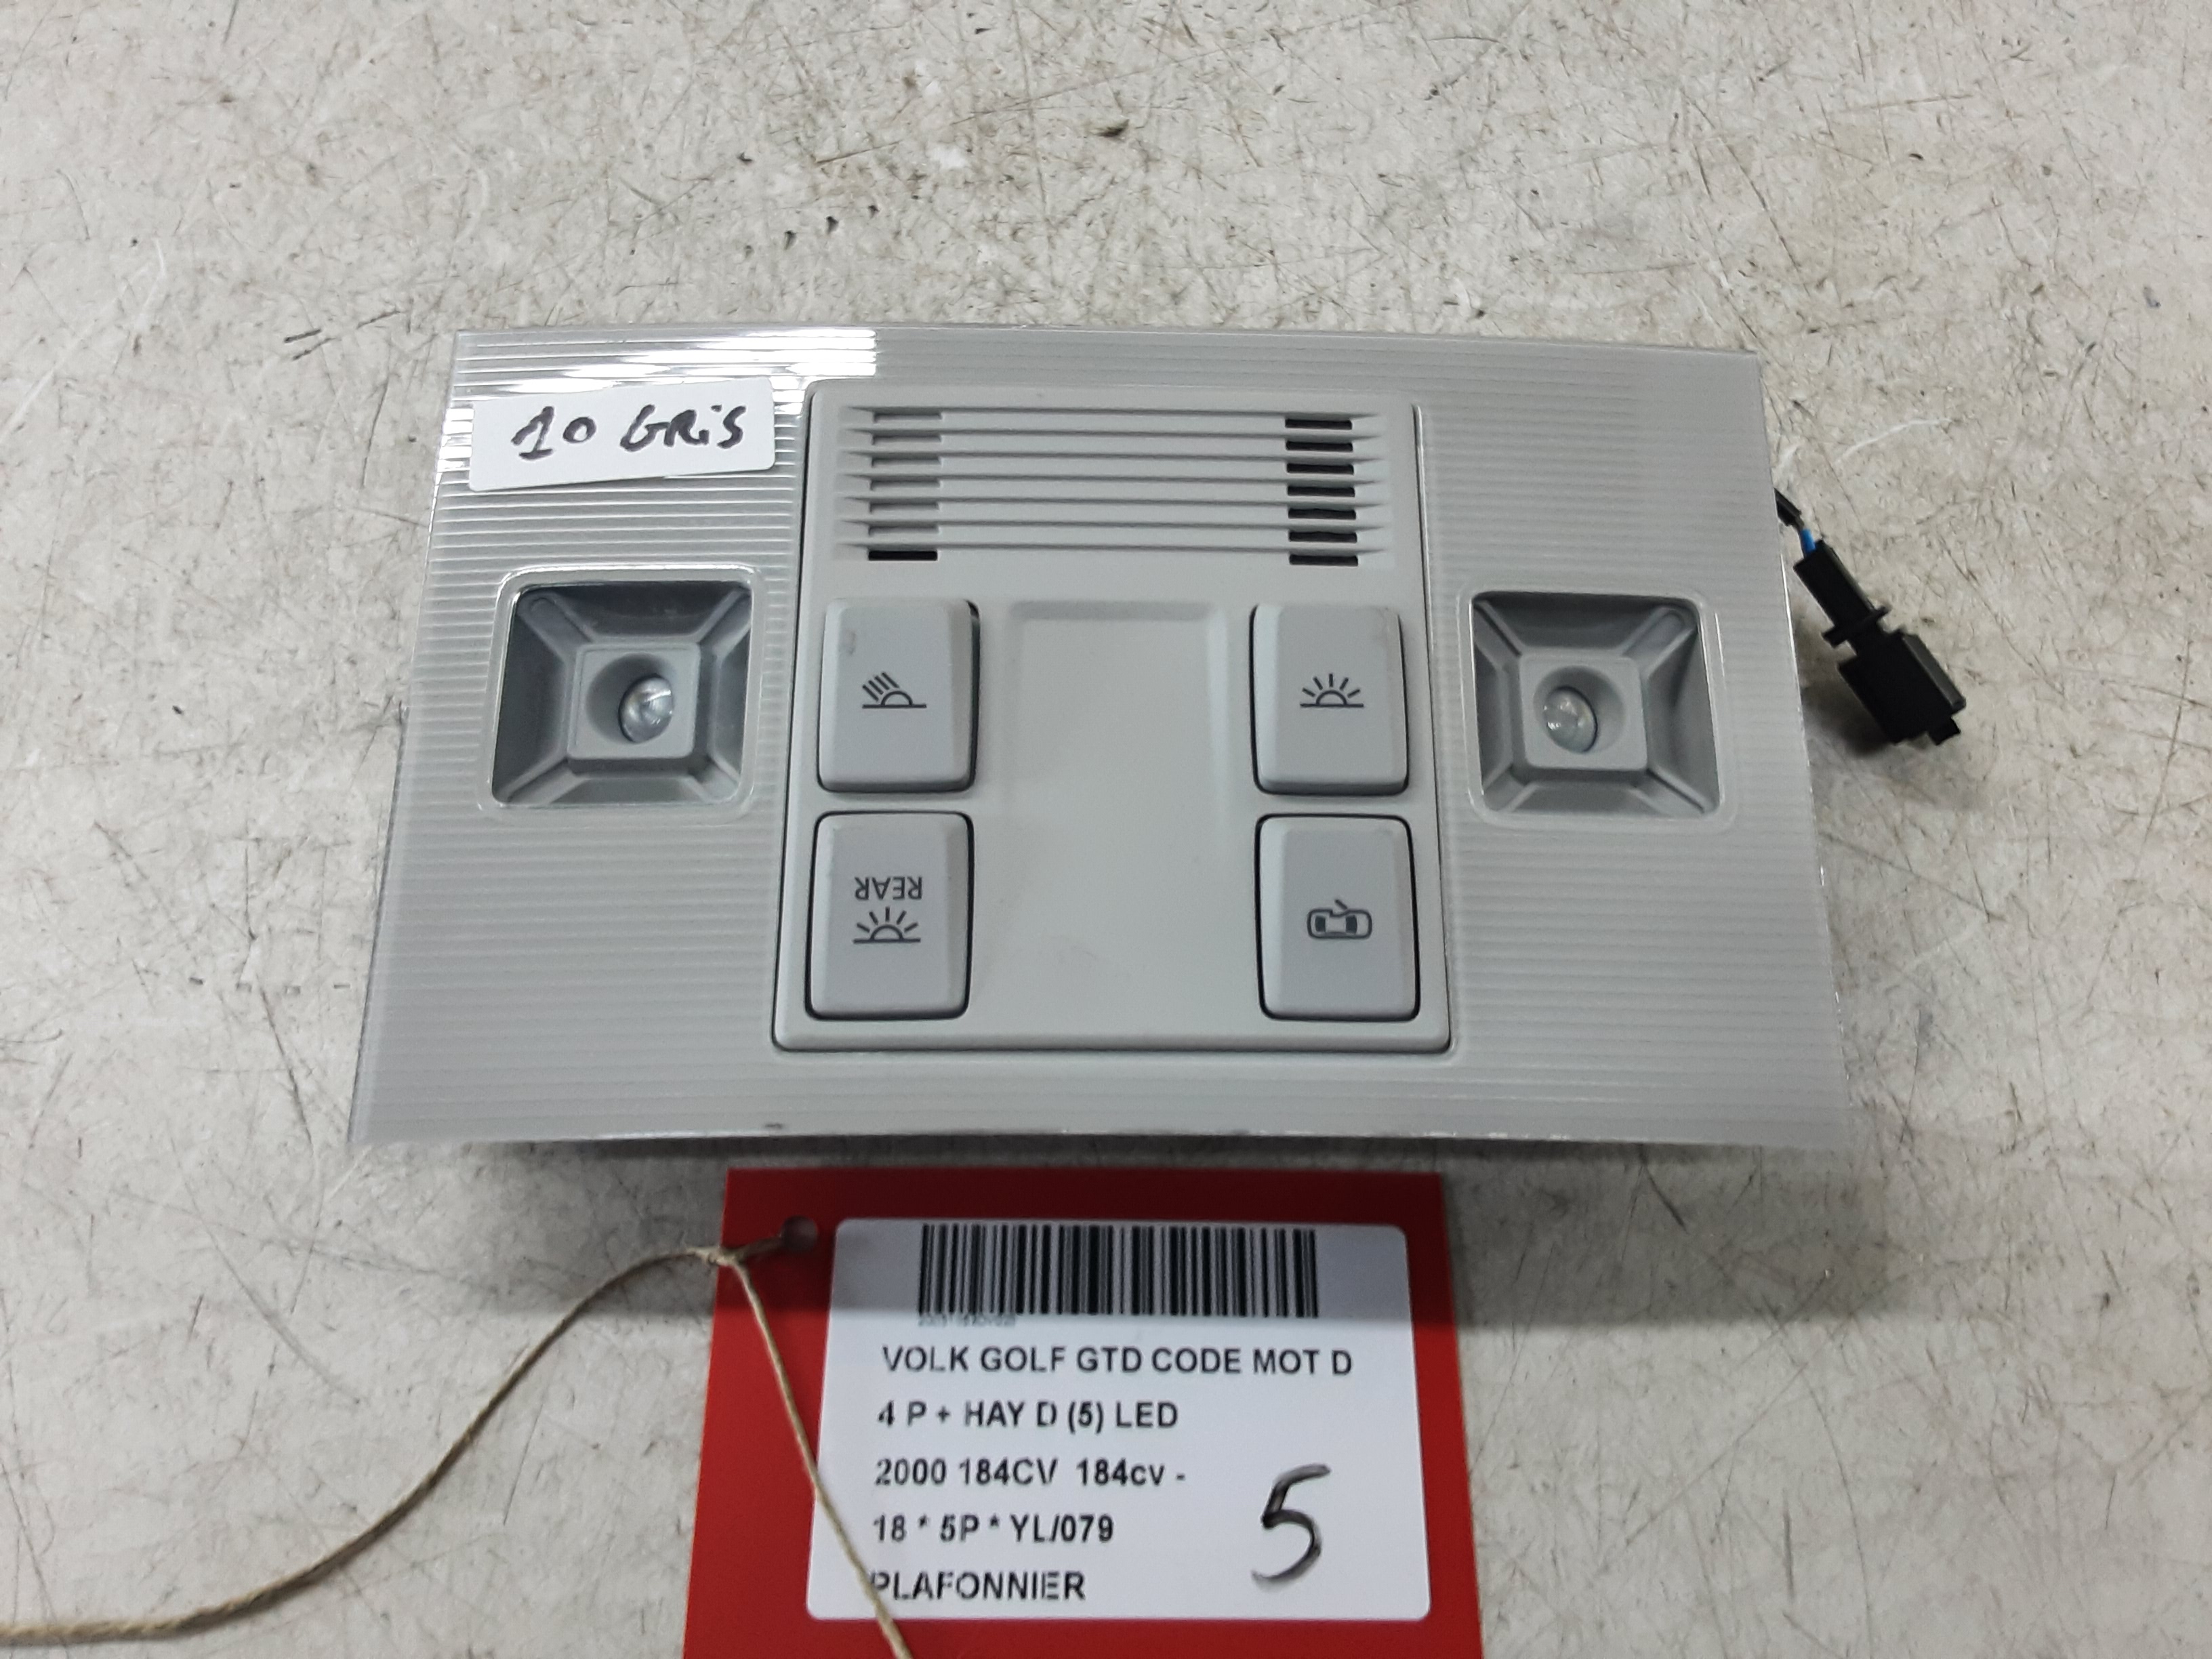 10 GRiS
REAR
VOLK GOLF GTD CODE MOT D
4 P + HAY D (5) LED
2000 184CV 184cv -
18 * 5P * YL/079
PLAFONNIER
5